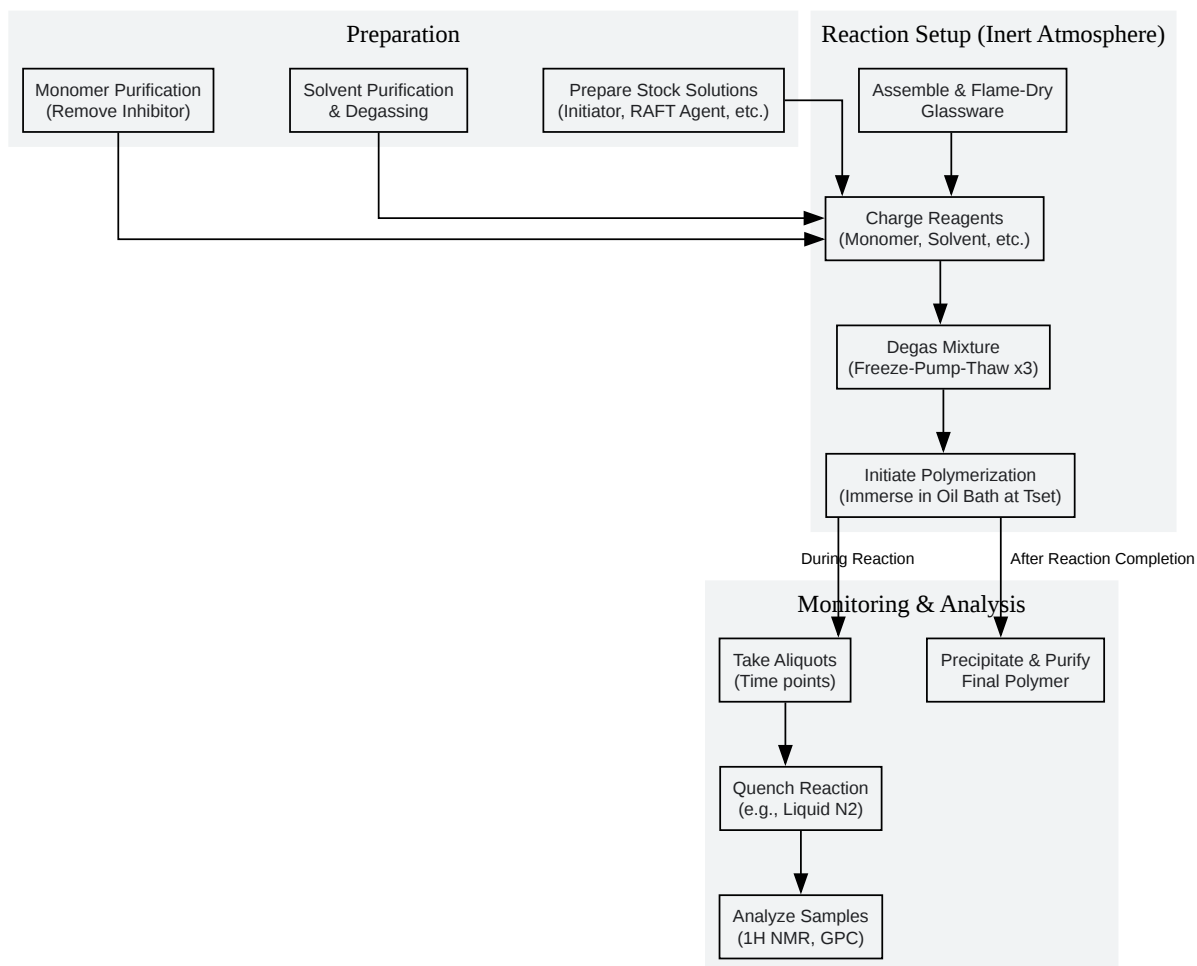 Preparation
Monomer Purification
(Remove Inhibitor)
Solvent Purification
& Degassing
Prepare Stock Solutions
(Initiator, RAFT Agent, etc.)
Reaction Setup (Inert Atmosphere)
Assemble & Flame-Dry
Glassware
Charge Reagents
(Monomer, Solvent, etc.)
Degas Mixture
(Freeze-Pump-Thaw x3)
Initiate Polymerization
(Immerse in Oil Bath at Tset)
During Reaction
After Reaction Completion
Monitoring & Analysis
Take Aliquots
(Time points)
Precipitate & Purify
Final Polymer
Quench Reaction
(e.g., Liquid N2)
Analyze Samples
(1H NMR, GPC)